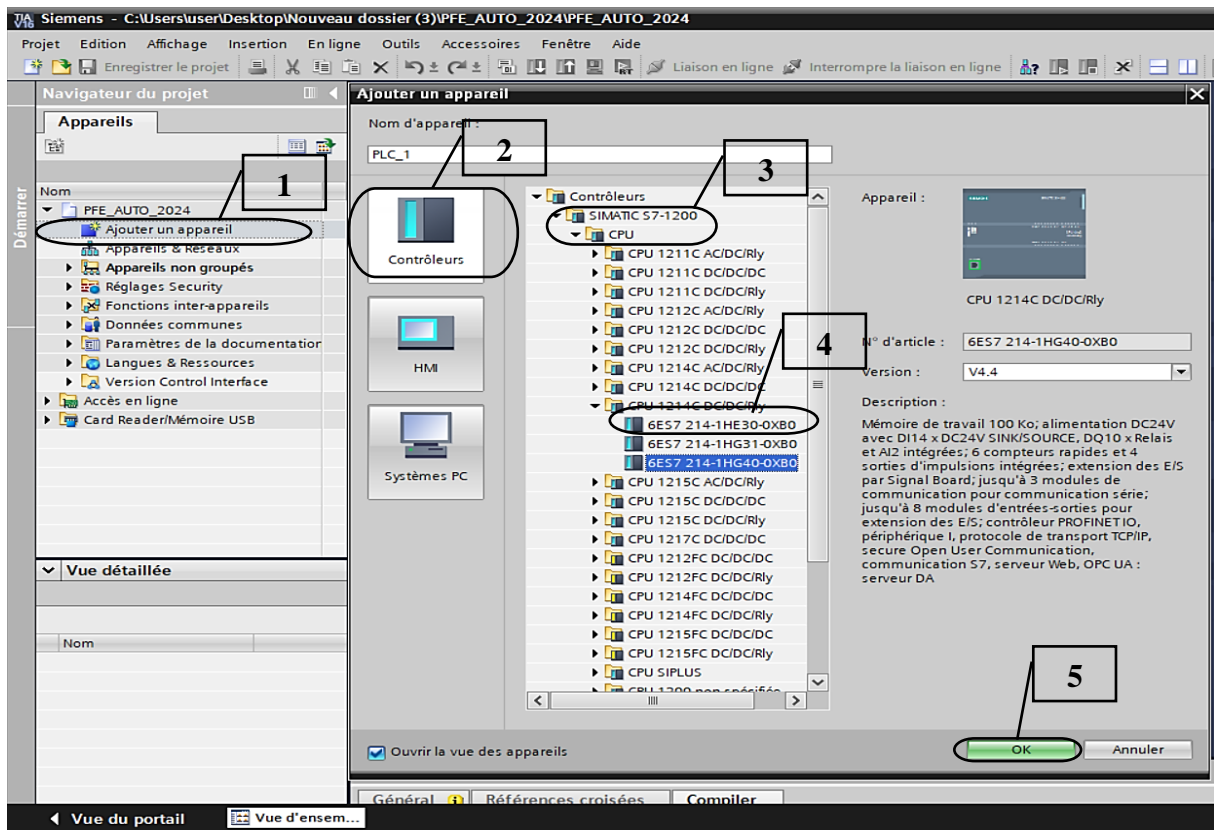 Siemens - C:\Users\user\Desktop\Nouveau dossier (3)\PFE_AUTO_2024\PFE_AUTO_2024
Projet Edition Affichage Insertion En ligne Outils Accessoires Fenêtre Aide
Enregistrer le projet
Liaison en ligne
Interrompre la liaison en ligne
Démarrer
Navigateur du projet
Appareils
Nom
1
PFE_AUTO_2024
Ajouter un appareil
Appareils & Réseaux
Appareils non groupés
Réglages Security
Fonctions inter-appareils
Données communes
Paramètres de la documentation
Langues & Ressources
Version Control Interface
Accès en ligne
Card Reader/Mémoire USB
Vue détaillée
Nom
Ajouter un appareil
Nom d'appareil :
PLC_1
2
Contrôleurs
HMI
Systèmes PC
3
Contrôleurs
SIMATIC S7-1200
CPU
CPU 1211C AC/DC/Rly
CPU 1211C DC/DC/DC
CPU 1211C DC/DC/Rly
CPU 1212C AC/DC/Rly
CPU 1212C DC/DC/DC
CPU 1212C DC/DC/Rly
CPU 1214C AC/DC/Rly
CPU 1214C DC/DC/DC
CPU 1214C DC/DC/Rly
6ES7 214-1HE30-0XB0
6ES7 214-1HG31-0XB0
6ES7 214-1HG40-0XB0
CPU 1215C AC/DC/Rly
CPU 1215C DC/DC/DC
CPU 1215C DC/DC/Rly
CPU 1217C DC/DC/DC
CPU 1212FC DC/DC/DC
CPU 1212FC DC/DC/Rly
CPU 1214FC DC/DC/DC
CPU 1214FC DC/DC/Rly
CPU 1215FC DC/DC/DC
CPU 1215FC DC/DC/Rly
CPU SIPLUS
CPU 1200 non spécifiée
4
Appareil :
CPU 1214C DC/DC/Rly
N° d'article : 6ES7 214-1HG40-0XB0
Version : V4.4
Description :
Mémoire de travail 100 Ko; alimentation DC24V
avec DI14 x DC24V SINK/SOURCE, DQ10 x Relais
et AI2 intégrées; 6 compteurs rapides et 4
sorties d'impulsions intégrées; extension des E/S
par Signal Board; jusqu'à 3 modules de
communication pour communication série;
jusqu'à 8 modules d'entrées-sorties pour
extension des E/S; contrôleur PROFINET IO,
périphérique I, protocole de transport TCP/IP,
secure Open User Communication,
communication S7, serveur Web, OPC UA :
serveur DA
5
Ouvrir la vue des appareils
OK
Annuler
Général Références croisées Compiler
Vue du portail
Vue d'ensem...